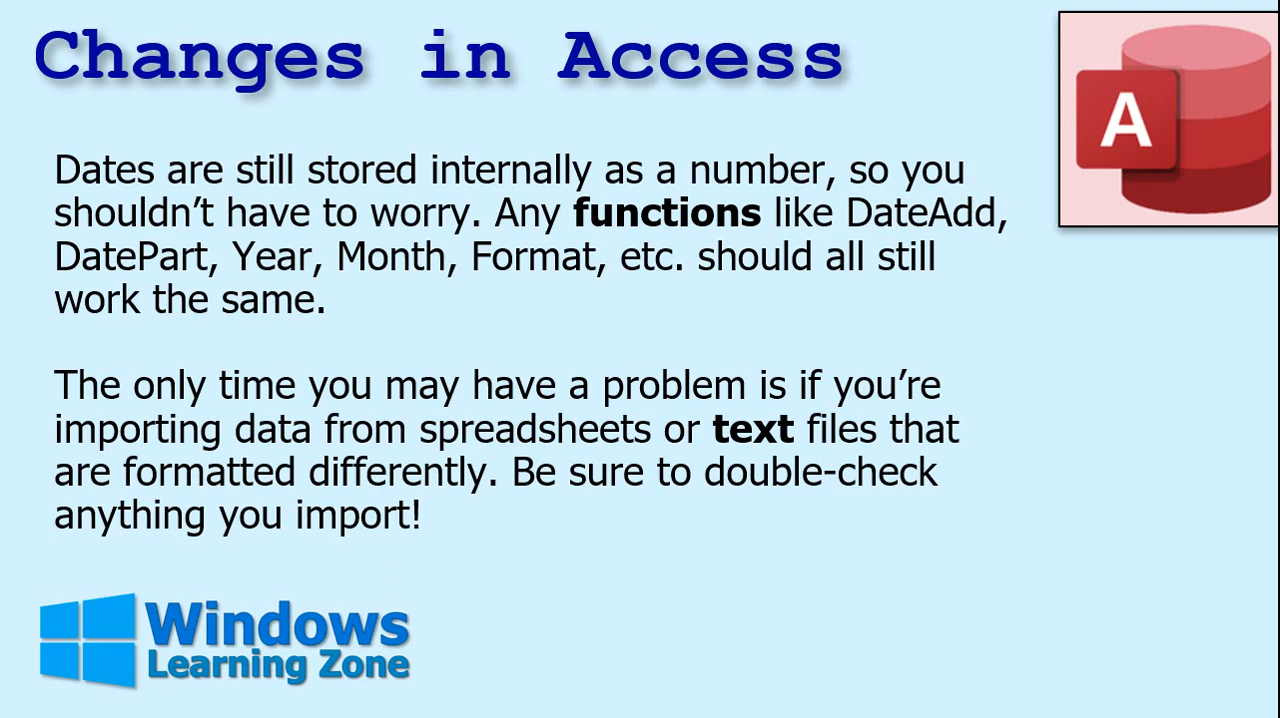 Changes in Access
A
Dates are still stored internally as a number, so you
shouldn’t have to worry. Any functions like DateAdd,
DatePart, Year, Month, Format, etc. should all still
work the same.
The only time you may have a problem is if you’re
importing data from spreadsheets or text files that
are formatted differently. Be sure to double-check
anything you import!
Windows
Learning Zone